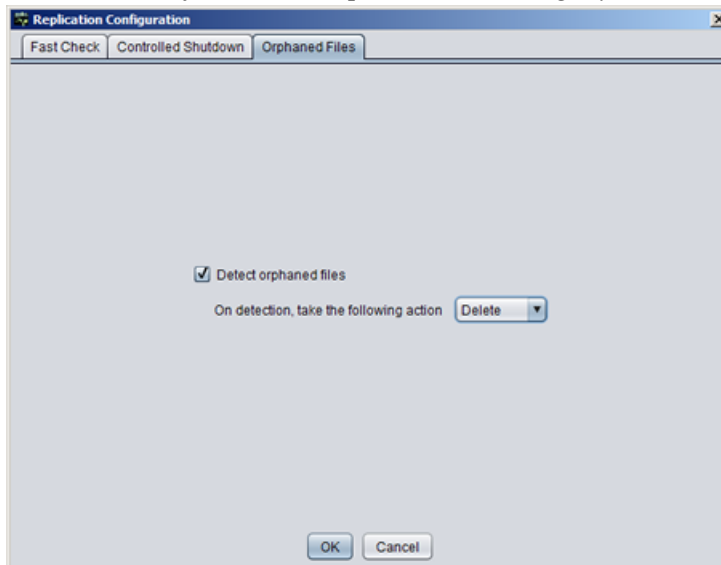 Replication Configuration
Fast Check Controlled Shutdown Orphaned Files
Detect orphaned files
On detection, take the following action Delete
OK Cancel